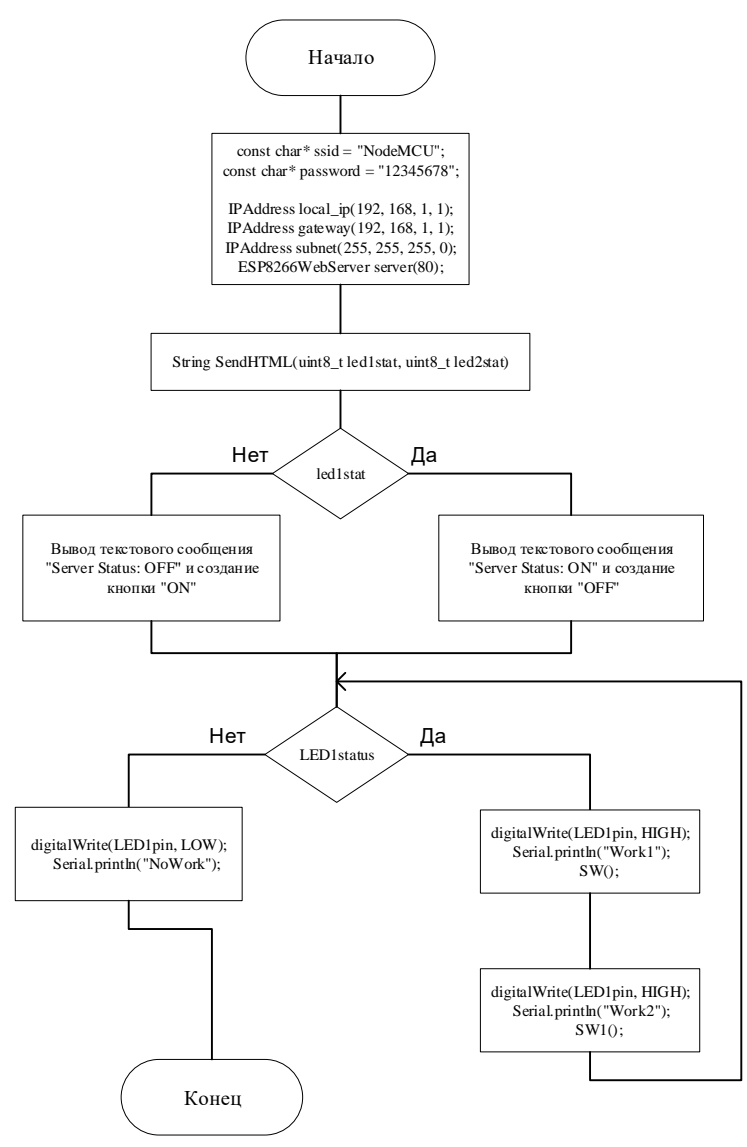 Начало
const char* ssid = "NodeMCU";
const char* password = "12345678";
IPAddress local_ip(192, 168, 1, 1);
IPAddress gateway(192, 168, 1, 1);
IPAddress subnet(255, 255, 255, 0);
ESP8266WebServer server(80);
String SendHTML(uint8_t led1stat, uint8_t led2stat)
Нет
Да
led1stat
Вывод текстового сообщения
"Server Status: OFF" и создание
кнопки "ON"
Вывод текстового сообщения
"Server Status: ON" и создание
кнопки "OFF"
Нет
Да
LED1status
digitalWrite(LED1pin, LOW);
Serial.println("NoWork");
digitalWrite(LED1pin, HIGH);
Serial.println("Work1");
SW();
digitalWrite(LED1pin, HIGH);
Serial.println("Work2");
SW1();
Конец